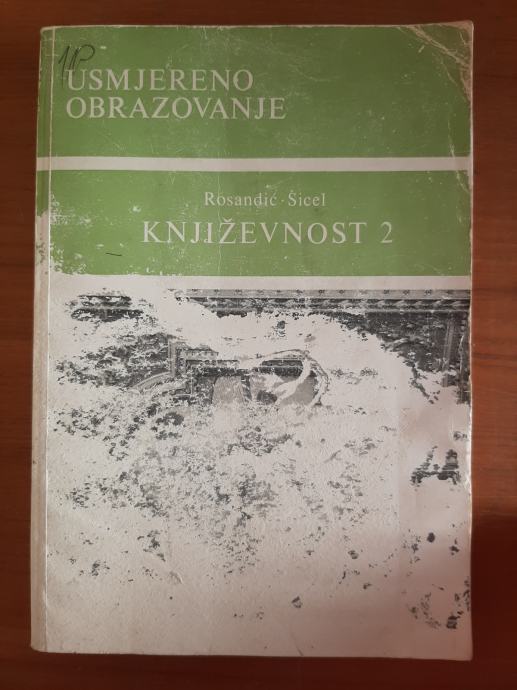 USMJERENO
OBRAZOVANJE
Rosandić · Šicel
KNJIŽEVNOST 2